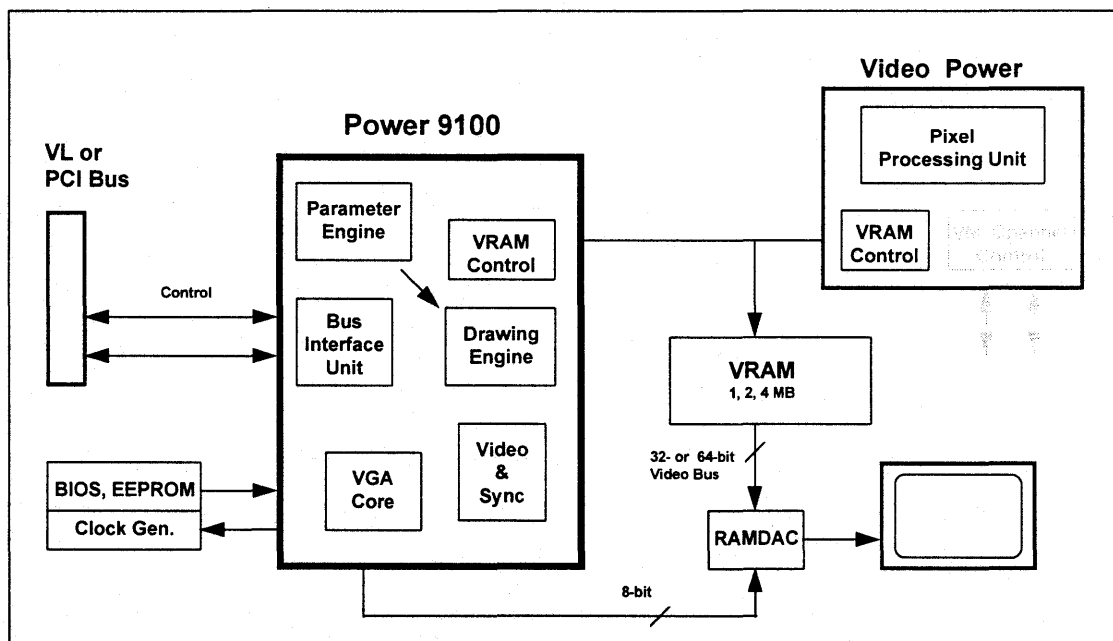 Video Power
Pixel
Processing Unit
VRAM
Control
Channel
Control
Power 9100
VL or
PCI Bus
Parameter
Engine
VRAM
Control
Control
Bus
Interface
Unit
Drawing
Engine
VRAM
1, 2, 4 MB
Video
&
Sync
VGA
Core
32- or 64-bit
Video Bus
BIOS, EEPROM
Clock Gen.
RAMDAC
8-bit